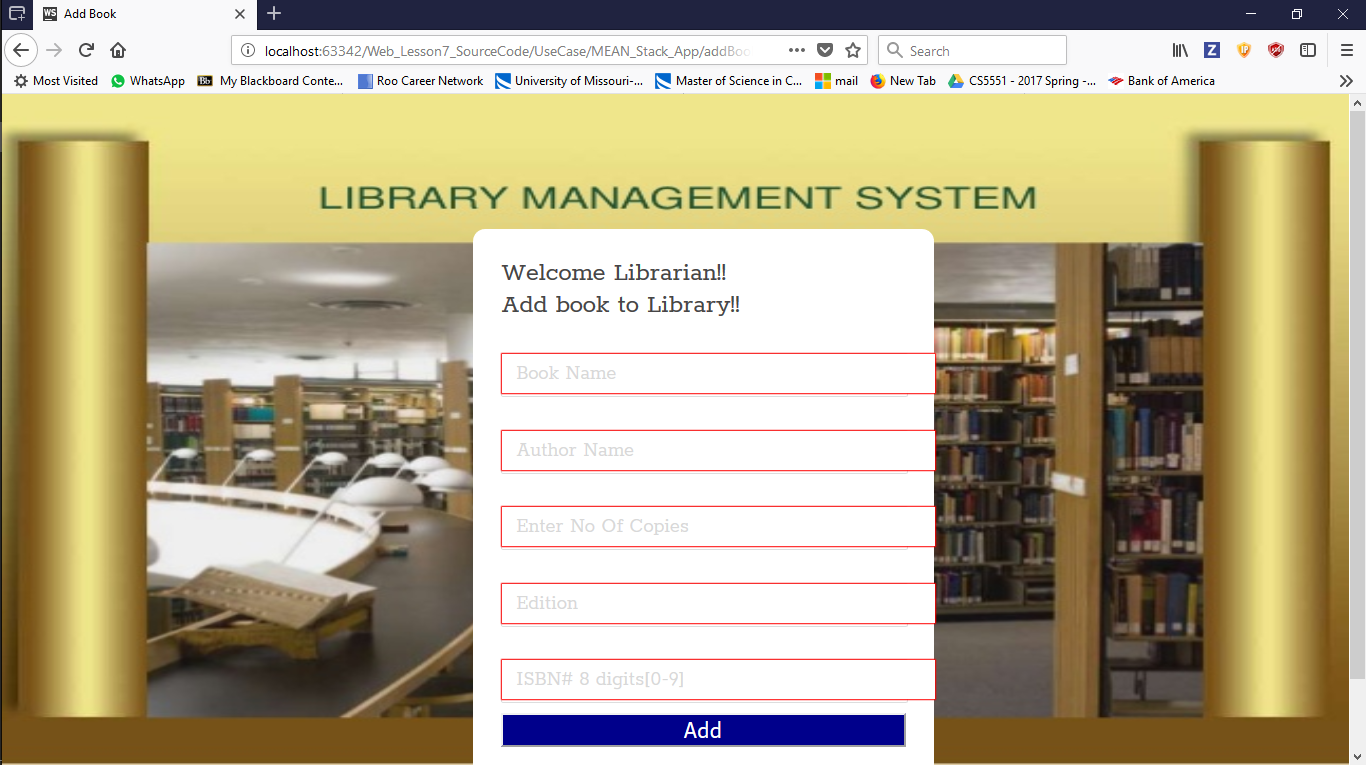 WS Add Book
localhost:63342/Web_Lesson7_SourceCode/UseCase/MEAN_Stack_App/addBoo
Search
Most Visited WhatsApp Bb My Blackboard Conte... Roo Career Network University of Missouri-... Master of Science in C... mail New Tab CS5551 - 2017 Spring -... Bank of America
LIBRARY MANAGEMENT SYSTEM
Welcome Librarian!!
Add book to Library!!
Book Name
Author Name
Enter No Of Copies
Edition
ISBN# 8 digits[0-9]
Add